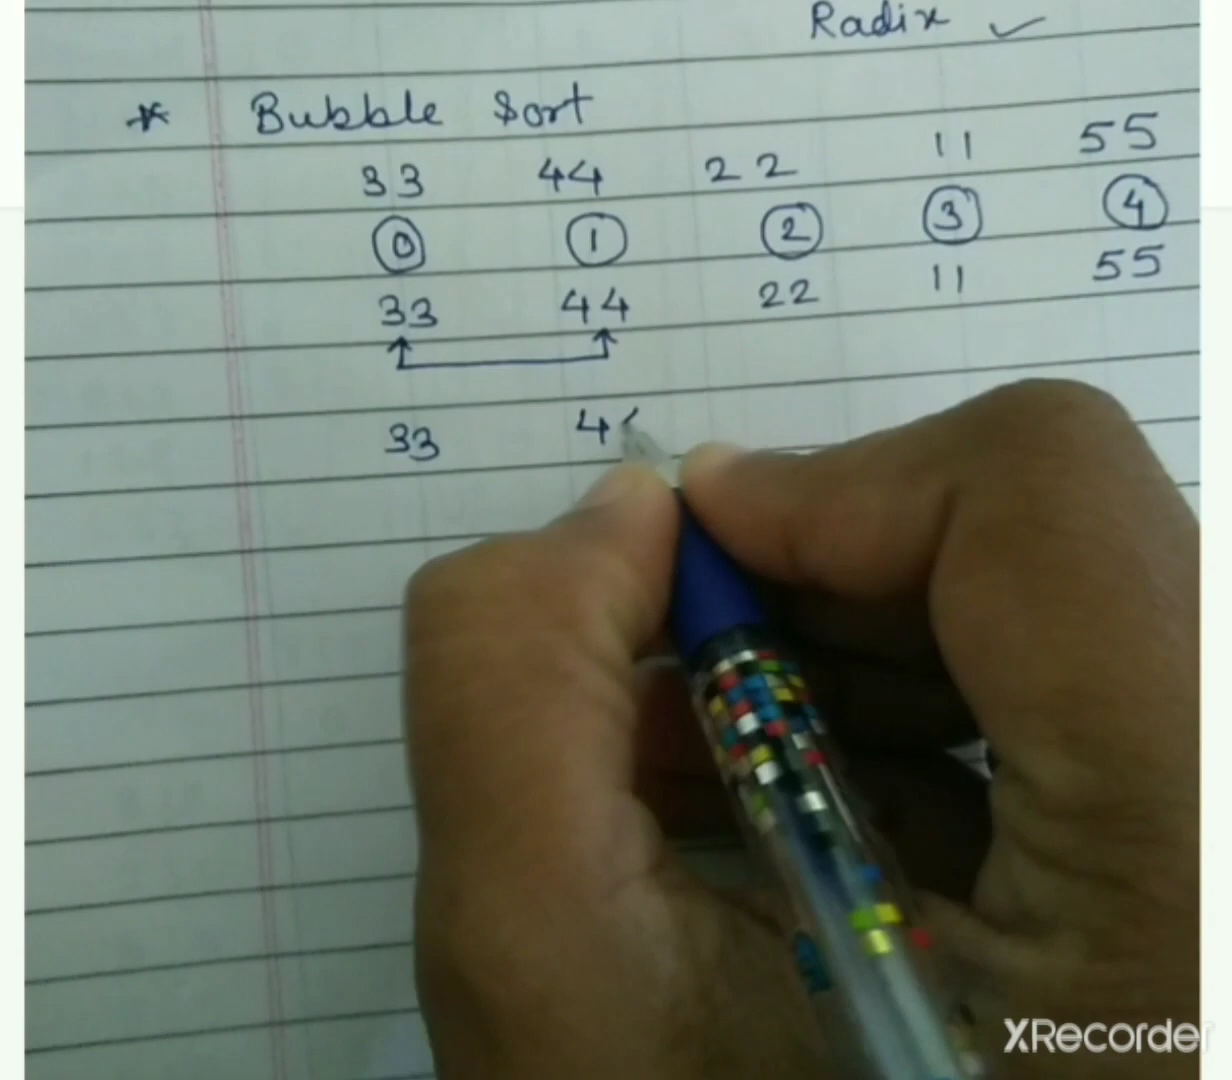 Radix ✓
* Bubble Sort
33 44 22 11 55
0 1 2 3 4
33 44 22 11 55
33 4
XRecorder